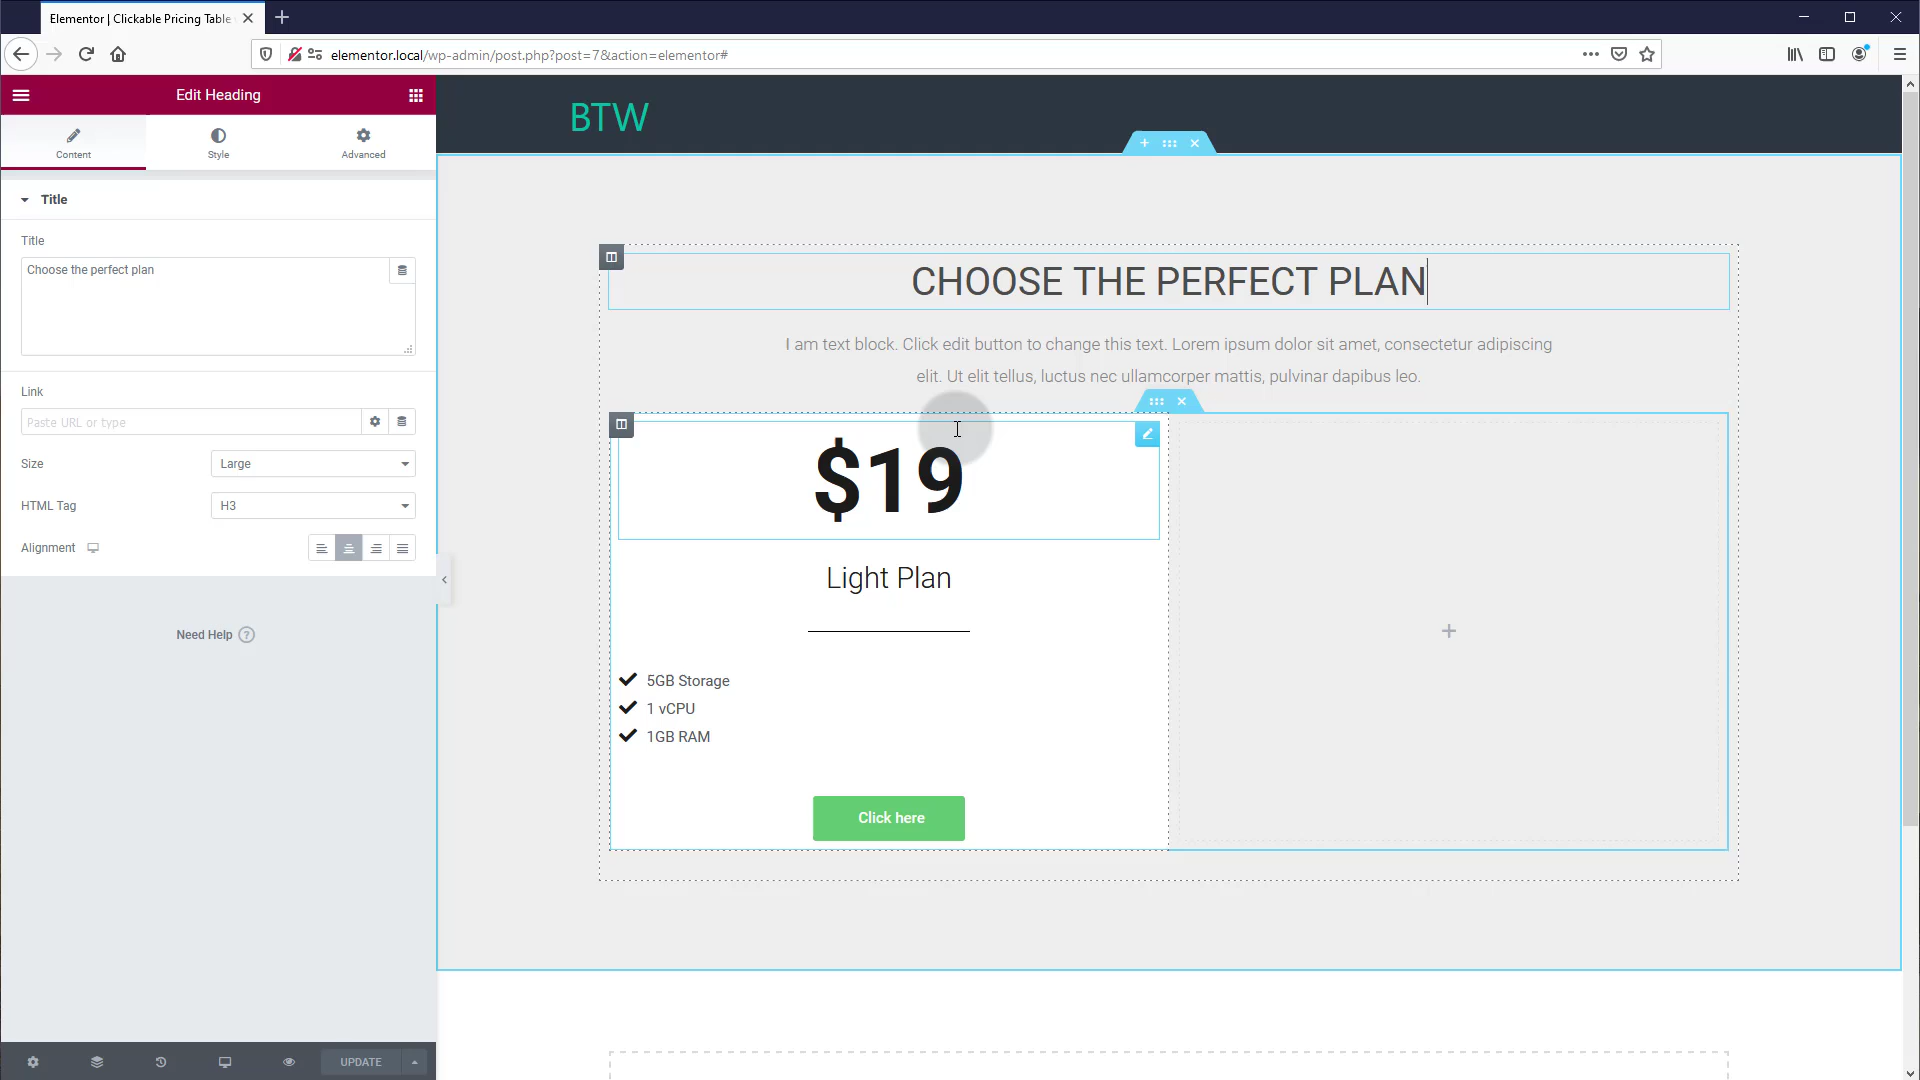 Elementor | Clickable Pricing Table
elementor.local/wp-admin/post.php?post=7&action=elementor#
Edit Heading
Content
Style
Advanced
Title
Title
Choose the perfect plan
Link
Paste URL or type
Size
Large
HTML Tag
H3
Alignment
Need Help ?
UPDATE
BTW
CHOOSE THE PERFECT PLAN
I am text block. Click edit button to change this text. Lorem ipsum dolor sit amet, consectetur adipiscing
elit. Ut elit tellus, luctus nec ullamcorper mattis, pulvinar dapibus leo.
$19
Light Plan
5GB Storage
1 vCPU
1GB RAM
Click here